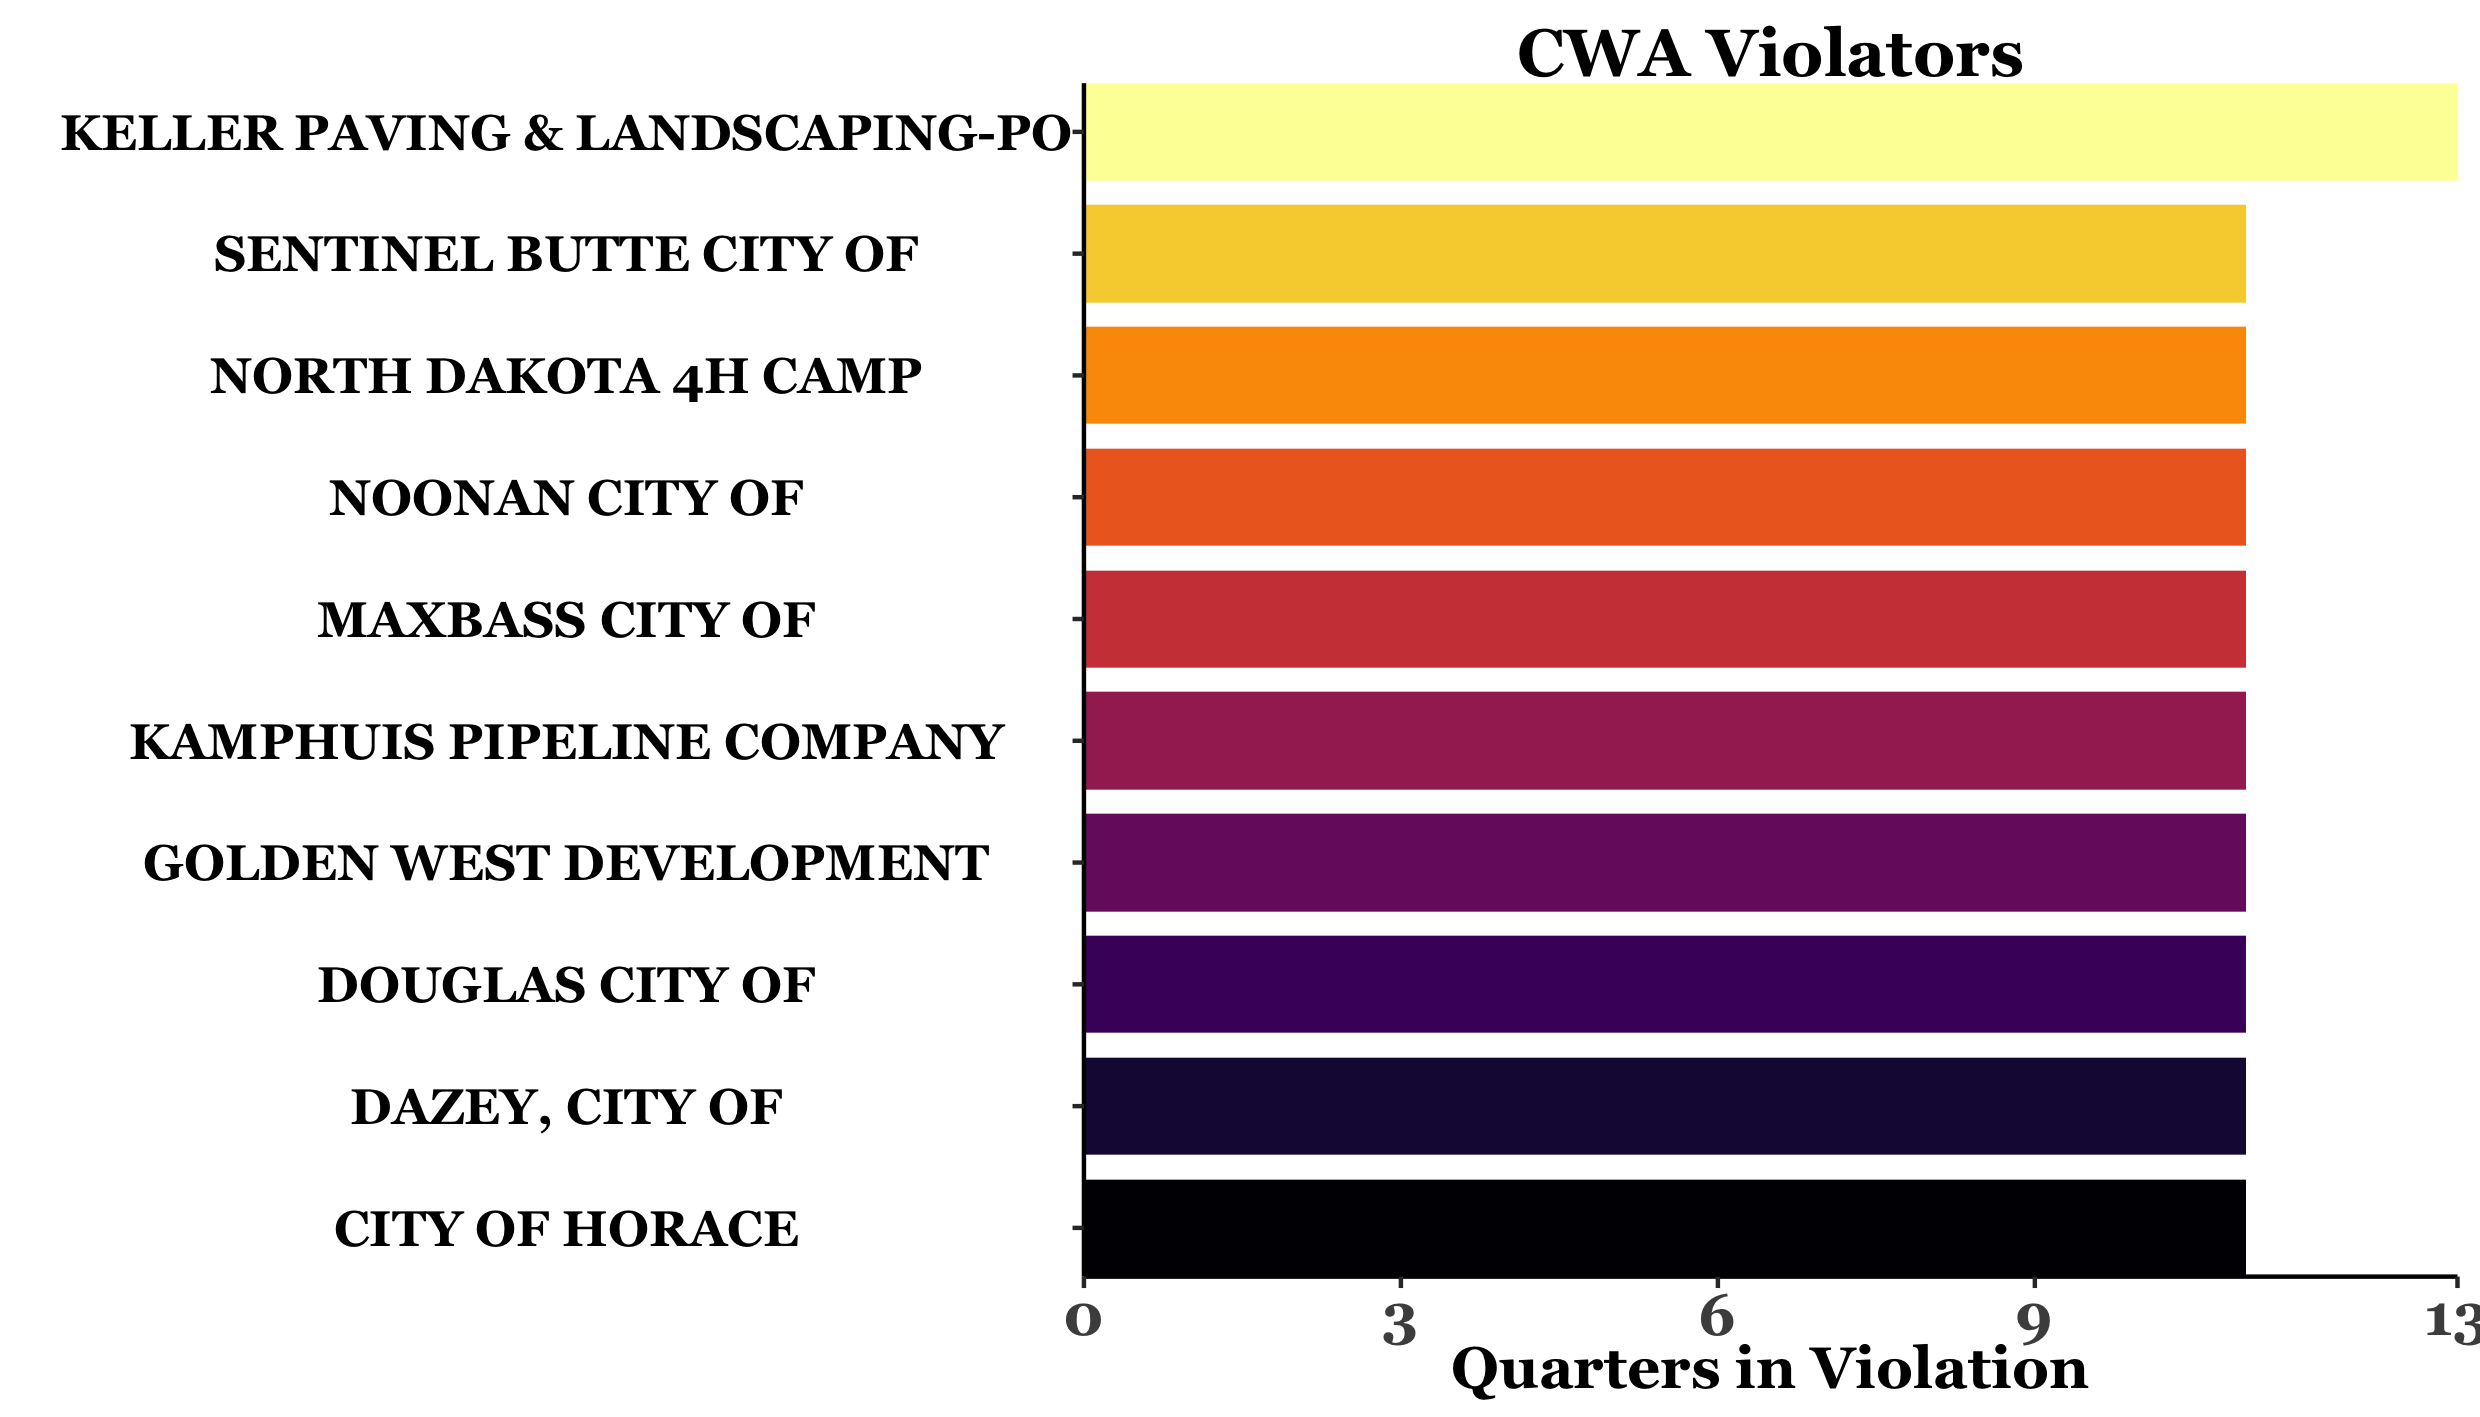 CWA Violators
KELLER PAVING & LANDSCAPING-PO
SENTINEL BUTTE CITY OF
NORTH DAKOTA 4H CAMP
NOONAN CITY OF
MAXBASS CITY OF
KAMPHUIS PIPELINE COMPANY
GOLDEN WEST DEVELOPMENT
DOUGLAS CITY OF
DAZEY, CITY OF
CITY OF HORACE
0 3 6 9 13
Quarters in Violation